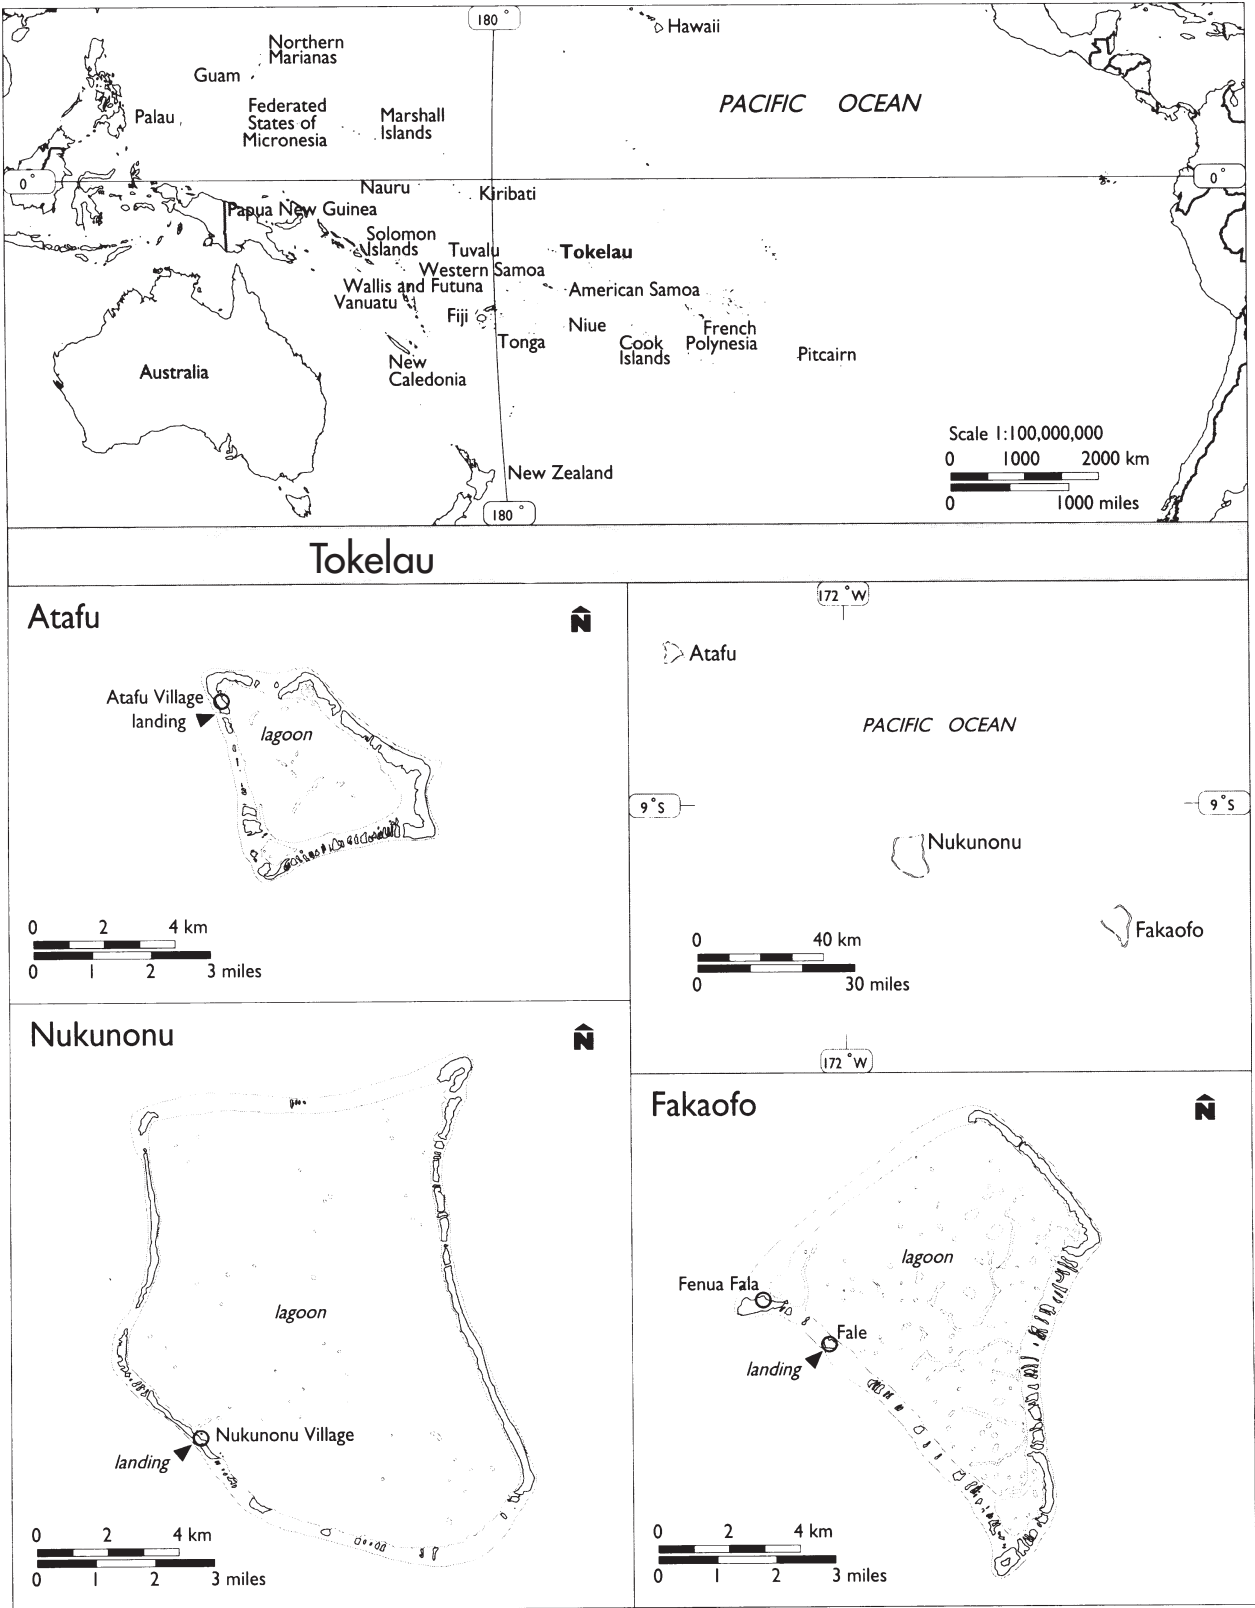 180°
Hawaii
Northern
Marianas
Guam
PACIFIC OCEAN
Federated
States of
Micronesia
Palau
Marshall
Islands
0°
0°
Nauru
Kiribati
Papua New Guinea
Solomon
Islands
Tuvalu
Tokelau
Western Samoa
Wallis and Futuna
American Samoa
Vanuatu
Fiji
Niue
French
Polynesia
Tonga
Cook
Islands
Pitcairn
New
Caledonia
Australia
Scale 1:100,000,000
0 1000 2000 km
0 1000 miles
New Zealand
180°
Tokelau
Atafu
N
Atafu Village
landing
lagoon
0 2 4 km
0 1 2 3 miles
172°W
Atafu
PACIFIC OCEAN
9°S
9°S
Nukunonu
Fakaofo
0 40 km
0 30 miles
172°W
Nukunonu
N
lagoon
Nukunonu Village
landing
0 2 4 km
0 1 2 3 miles
Fakaofo
N
lagoon
Fenua Fala
Fale
landing
0 2 4 km
0 1 2 3 miles